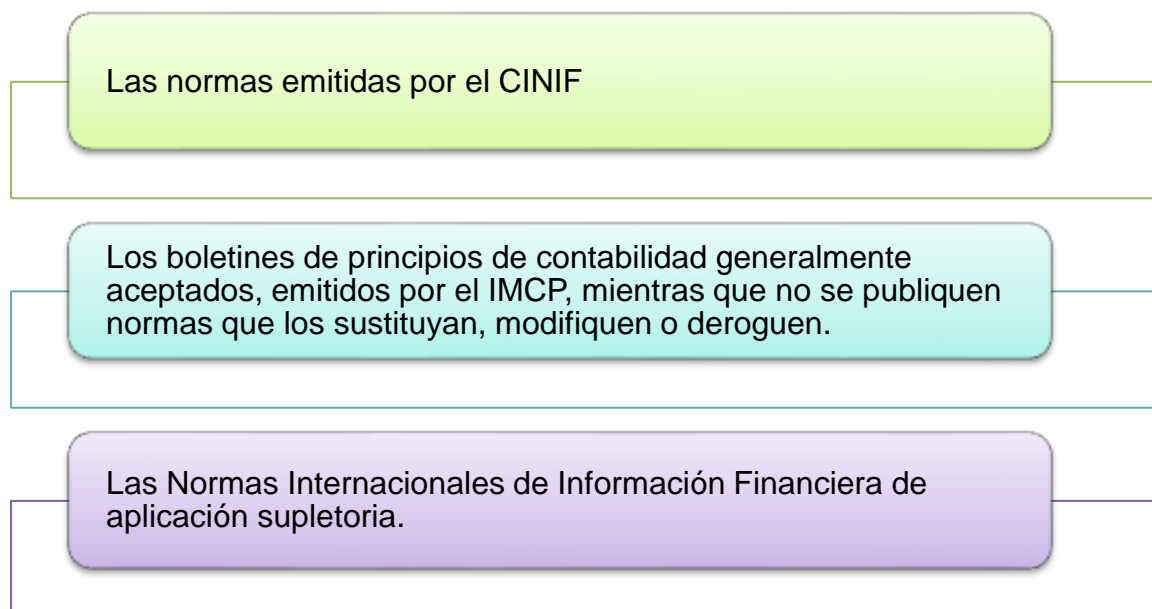 Las normas emitidas por el CINIF
Los boletines de principios de contabilidad generalmente
aceptados, emitidos por el IMCP, mientras que no se publiquen
normas que los sustituyan, modifiquen o deroguen.
Las Normas Internacionales de Información Financiera de
aplicación supletoria.